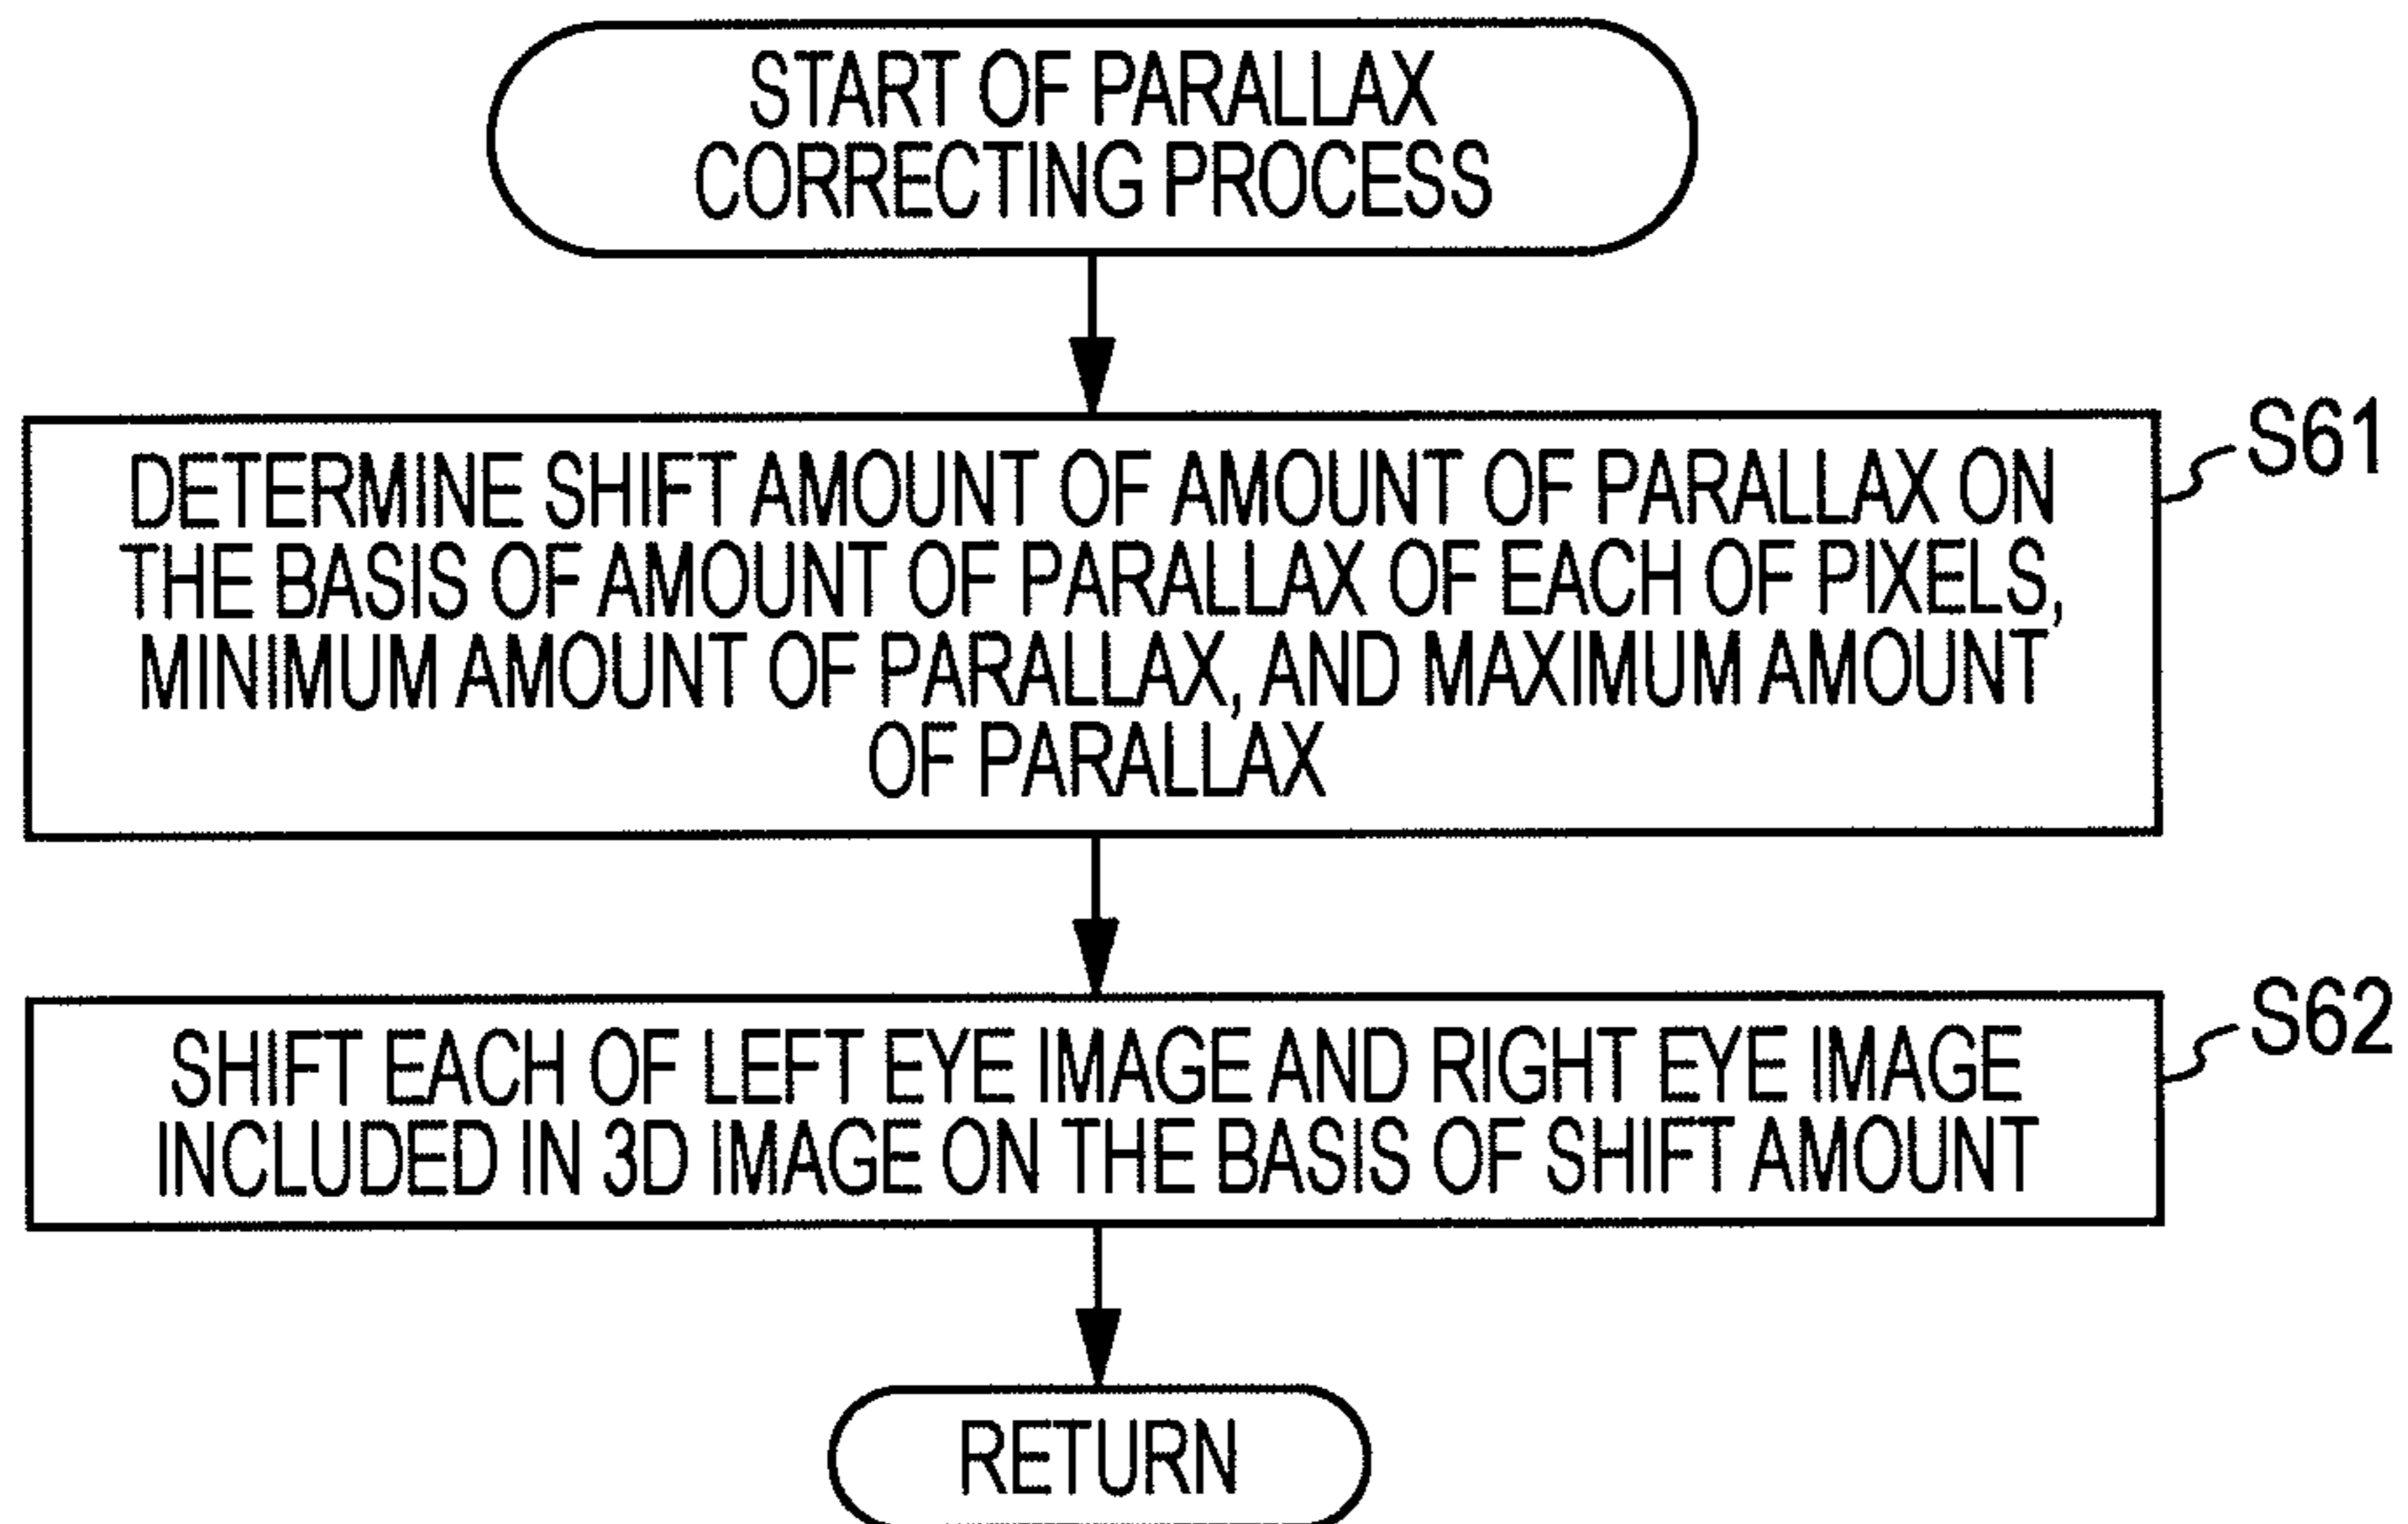 START OF PARALLAX
CORRECTING PROCESS
S61
DETERMINE SHIFT AMOUNT OF AMOUNT OF PARALLAX ON
THE BASIS OF AMOUNT OF PARALLAX OF EACH OF PIXELS,
MINIMUM AMOUNT OF PARALLAX, AND MAXIMUM AMOUNT
OF PARALLAX
S62
SHIFT EACH OF LEFT EYE IMAGE AND RIGHT EYE IMAGE
INCLUDED IN 3D IMAGE ON THE BASIS OF SHIFT AMOUNT
RETURN